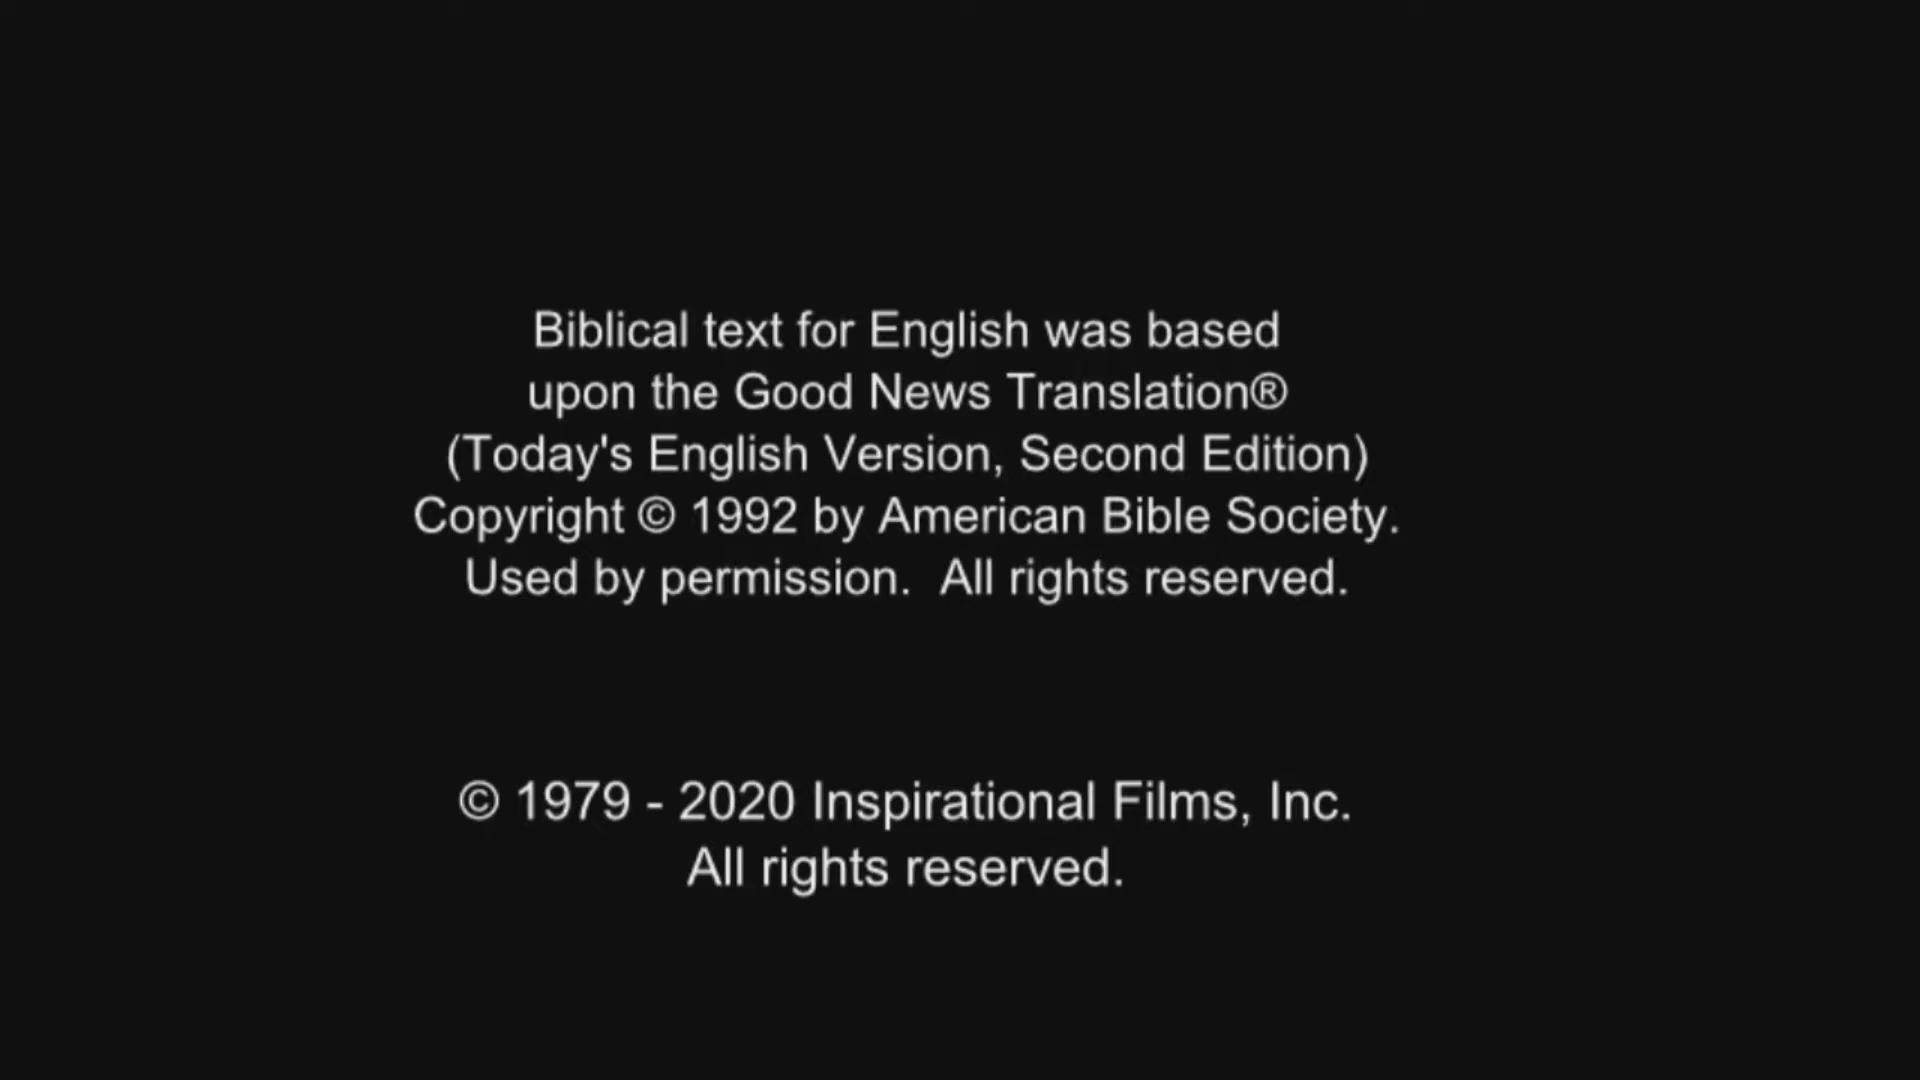 Biblical text for English was based
upon the Good News Translation®
(Today's English Version, Second Edition)
Copyright © 1992 by American Bible Society.
Used by permission.  All rights reserved.
© 1979 - 2020 Inspirational Films, Inc.
All rights reserved.